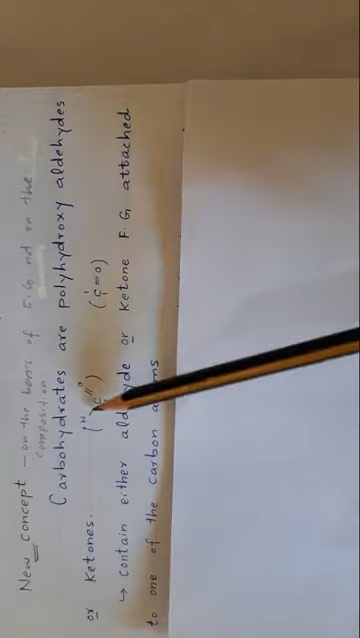 New concept — on the basis of F.G not on the
composition
Carbohydrates are polyhydroxy aldehydes
or ketones. (H C O) (C=O)
↳ contain either aldehyde or ketone F.G attached
to one of the carbon atoms